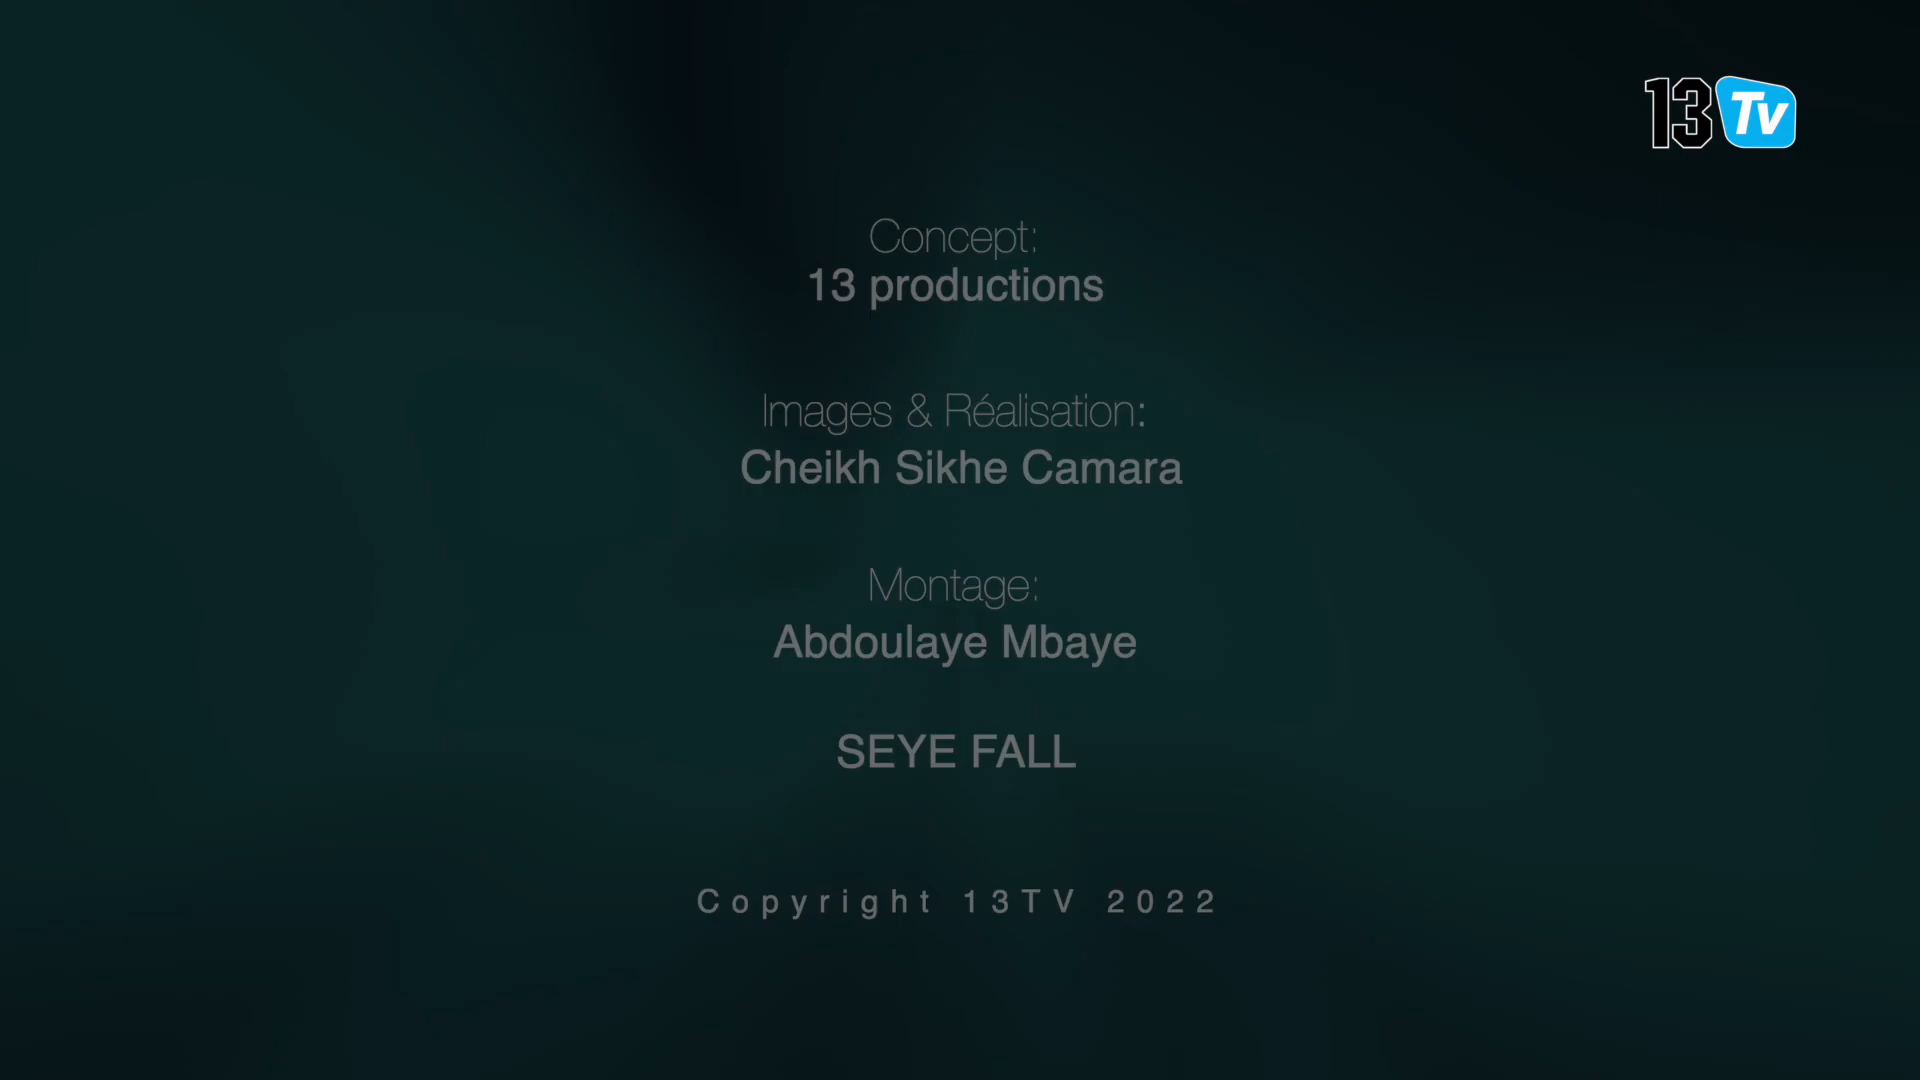 13 Tv
Concept:
13 productions
Images & Réalisation:
Cheikh Sikhe Camara
Montage:
Abdoulaye Mbaye
SEYE FALL
Copyright 13TV 2022